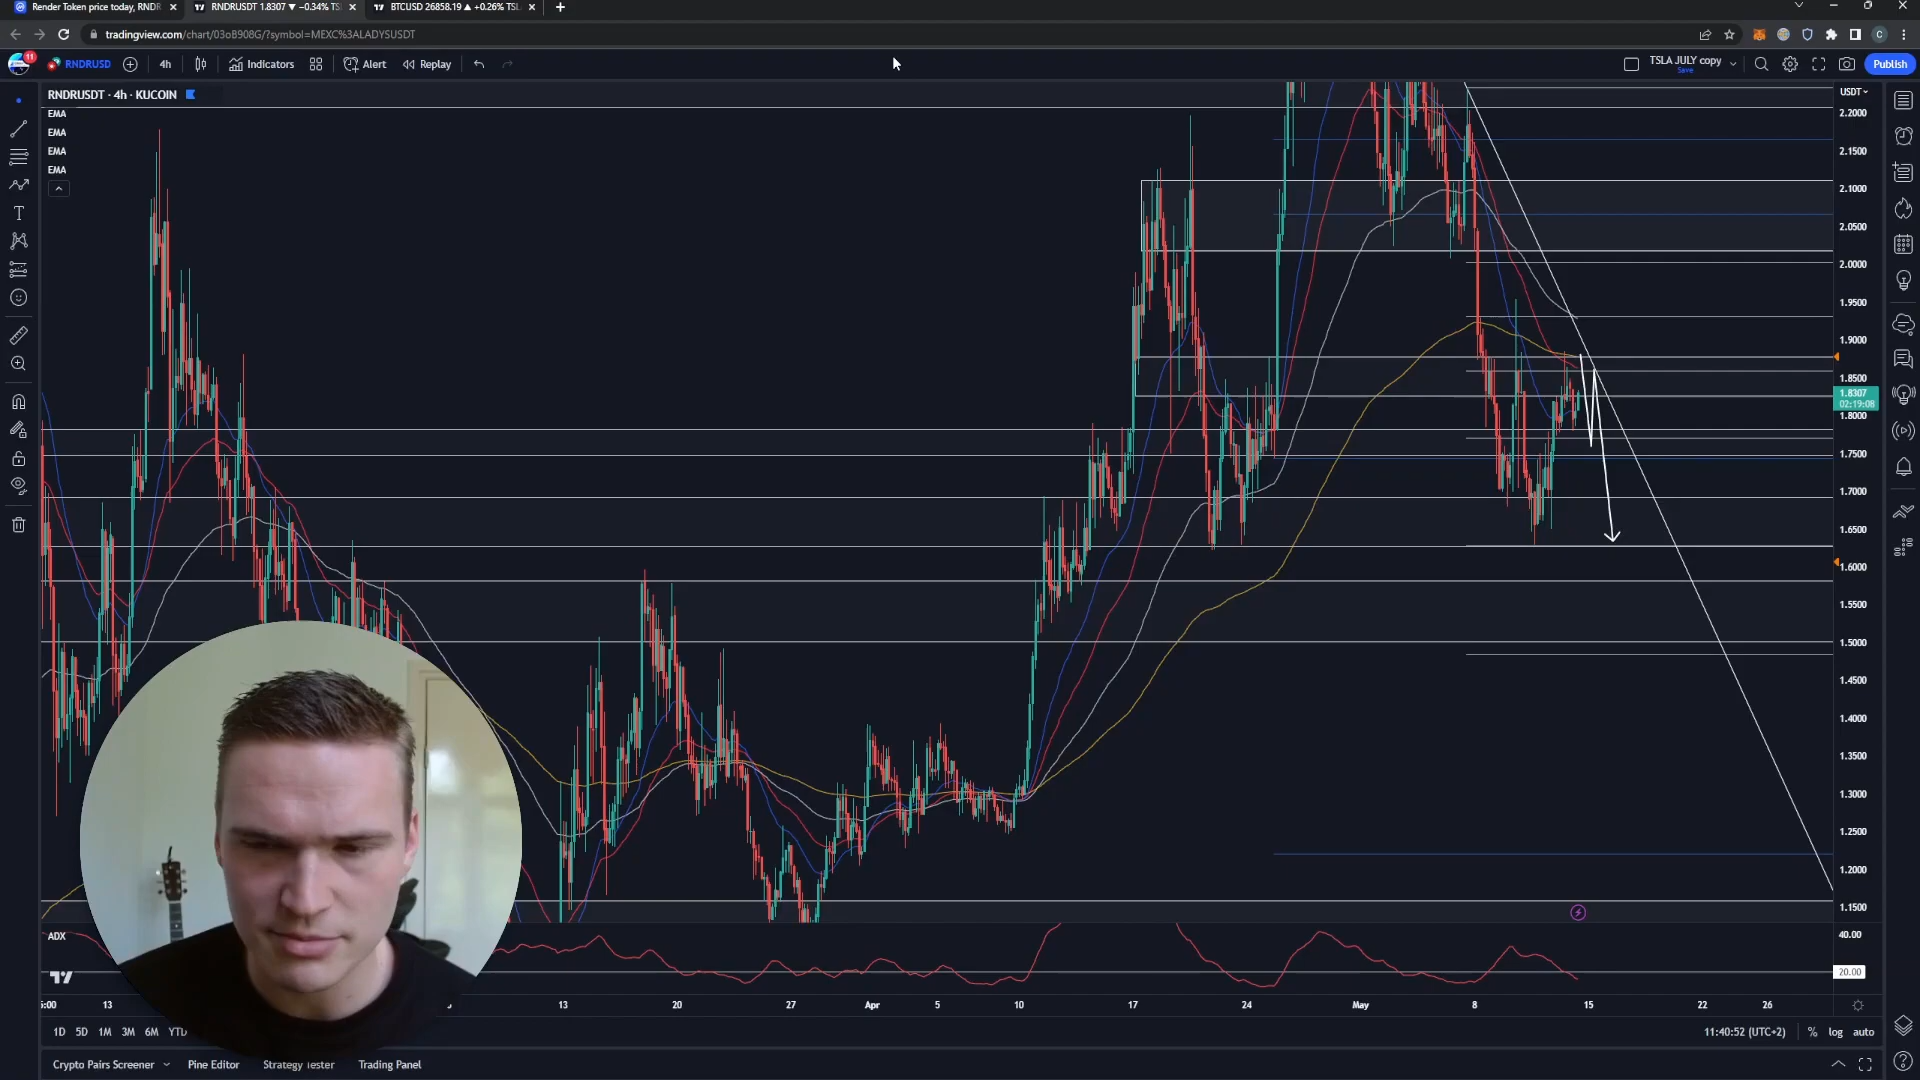 Render Token price today, RNDR
RNDRUSDT 1.8307 ▼ −0.34% TS
BTCUSD 26858.19 ▲ +0.26% TSL
tradingview.com/chart/03oB908G/?symbol=MEXC%3ALADYSUSDT
11
RNDRUSD
4h
Indicators
Alert
Replay
TSLA JULY copy
Save
Publish
RNDRUSDT · 4h · KUCOIN
USDT
EMA
EMA
EMA
EMA
2.2000
2.1500
2.1000
2.0500
2.0000
1.9500
1.9000
1.8500
1.8307
02:19:08
1.8000
1.7500
1.7000
1.6500
1.6000
1.5500
1.5000
1.4500
1.4000
1.3500
1.3000
1.2500
1.2000
1.1500
ADX
40.00
20.00
13
13
20
27
Apr
5
10
17
24
May
8
15
22
26
1D 5D 1M 3M 6M YTD
11:40:52 (UTC+2)
% log auto
Crypto Pairs Screener
Pine Editor
Strategy Tester
Trading Panel